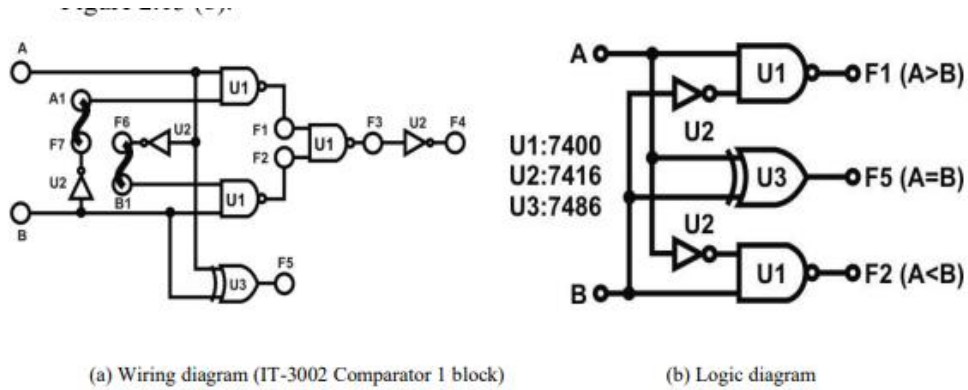 A
A1
F7
U2
B
F6
U2
B1
U1
U1
F1
F2
U1
F3
U2
F4
U3
F5
A
U1
F1 (A>B)
U2
U1:7400
U2:7416
U3:7486
U3
F5 (A=B)
U2
B
U1
F2 (A<B)
(a) Wiring diagram (IT-3002 Comparator 1 block)
(b) Logic diagram